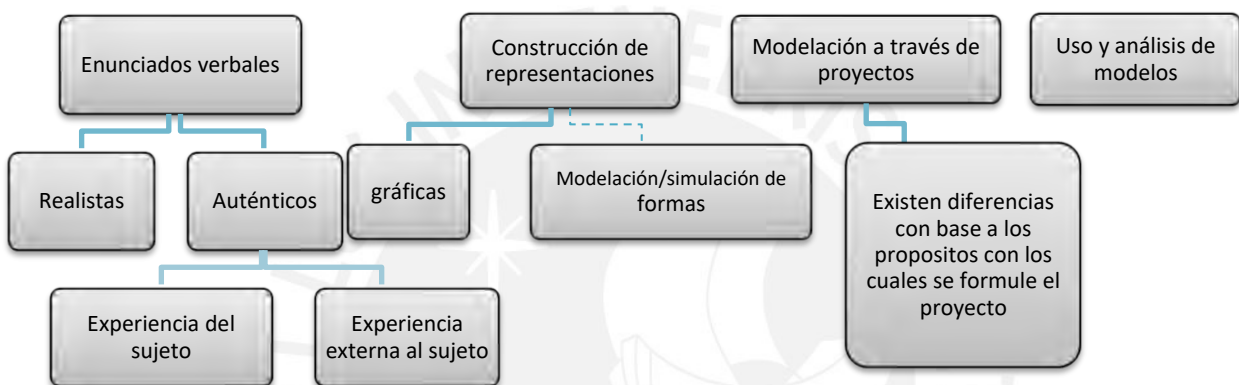 Enunciados verbales
Construcción de
representaciones
Modelación a través de
proyectos
Uso y análisis de
modelos
Realistas
Auténticos
gráficas
Modelación/simulación de
formas
Existen diferencias
con base a los
propositos con los
cuales se formule el
proyecto
Experiencia del
sujeto
Experiencia
externa al sujeto